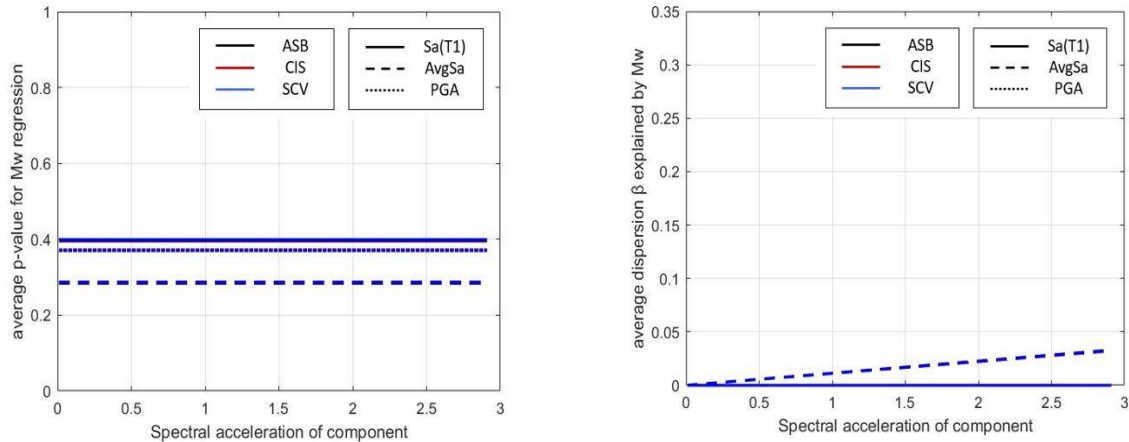 average p-value for Mw regression
1
0.8
0.6
0.4
0.2
0
ASB
CIS
SCV
Sa(T1)
AvgSa
PGA
0 0.5 1 1.5 2 2.5 3
Spectral acceleration of component
average dispersion β explained by Mw
0.35
0.3
0.25
0.2
0.15
0.1
0.05
0
ASB
CIS
SCV
Sa(T1)
AvgSa
PGA
0 0.5 1 1.5 2 2.5 3
Spectral acceleration of component